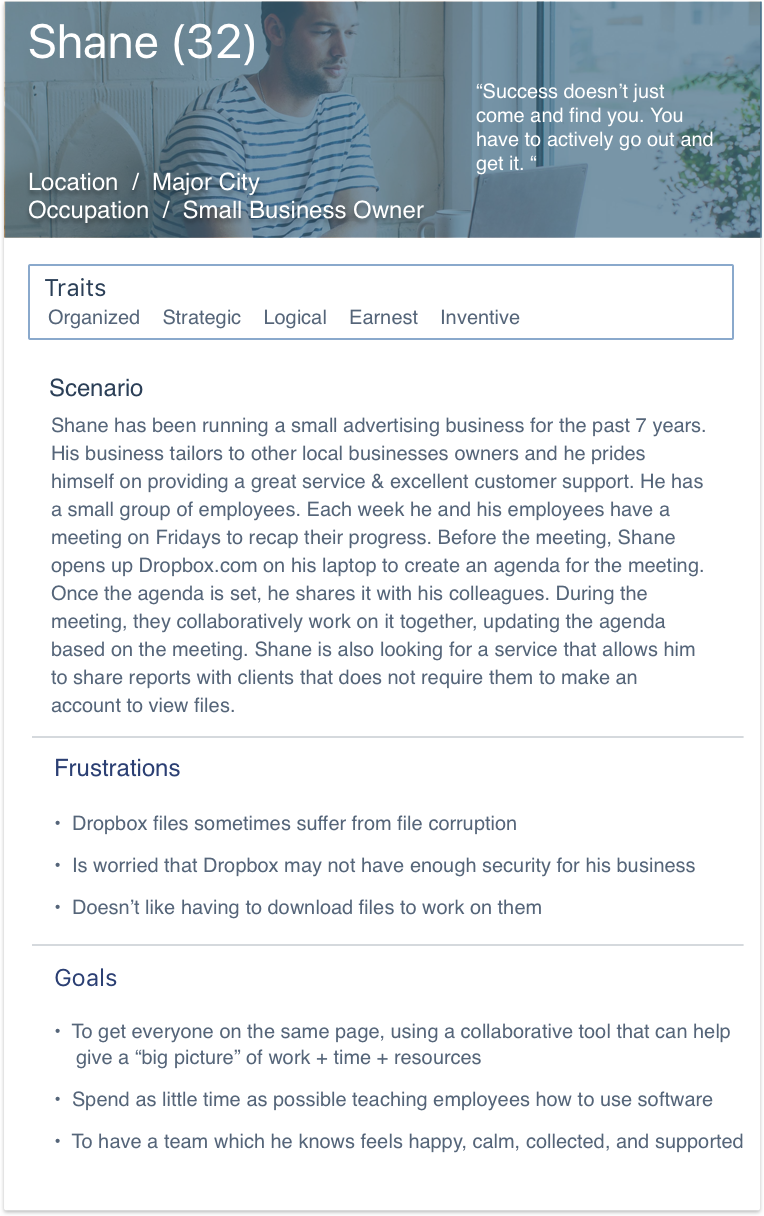 Shane (32)
“Success doesn’t just
come and find you. You
have to actively go out and
get it. “
Location / Major City
Occupation / Small Business Owner
Traits
Organized Strategic Logical Earnest Inventive
Scenario
Shane has been running a small advertising business for the past 7 years.
His business tailors to other local businesses owners and he prides
himself on providing a great service & excellent customer support. He has
a small group of employees. Each week he and his employees have a
meeting on Fridays to recap their progress. Before the meeting, Shane
opens up Dropbox.com on his laptop to create an agenda for the meeting.
Once the agenda is set, he shares it with his colleagues. During the
meeting, they collaboratively work on it together, updating the agenda
based on the meeting. Shane is also looking for a service that allows him
to share reports with clients that does not require them to make an
account to view files.
Frustrations
• Dropbox files sometimes suffer from file corruption
• Is worried that Dropbox may not have enough security for his business
• Doesn’t like having to download files to work on them
Goals
• To get everyone on the same page, using a collaborative tool that can help
give a “big picture” of work + time + resources
• Spend as little time as possible teaching employees how to use software
• To have a team which he knows feels happy, calm, collected, and supported